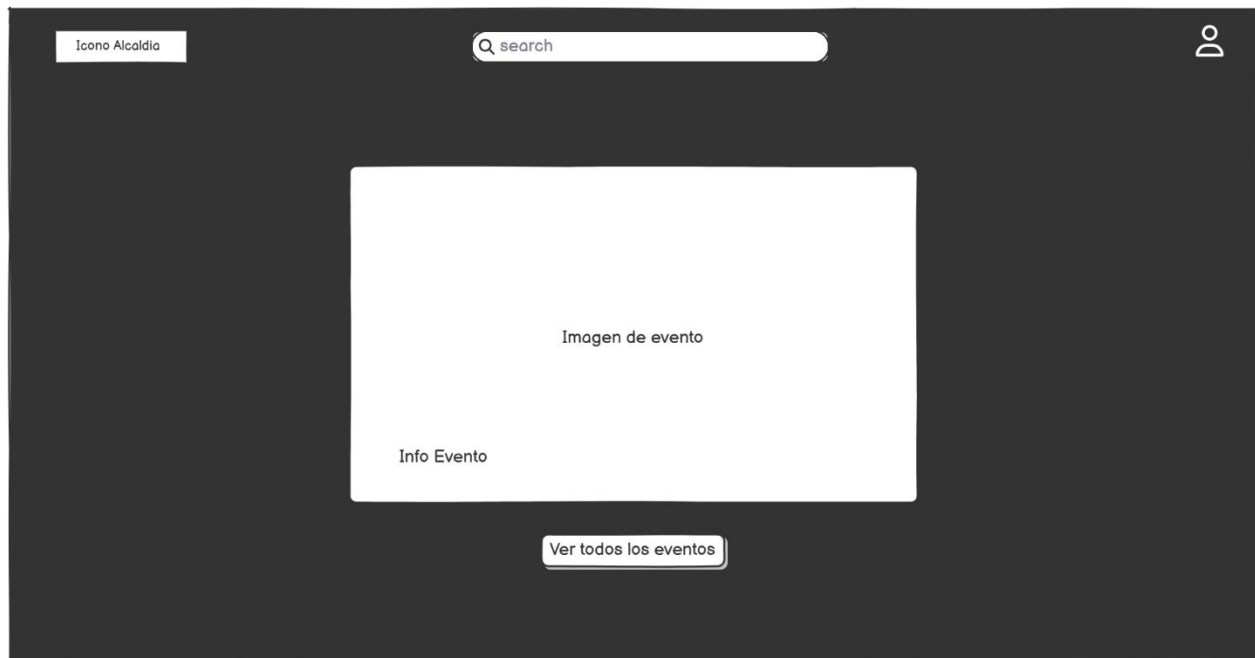 Icono Alcaldia
search
Imagen de evento
Info Evento
Ver todos los eventos